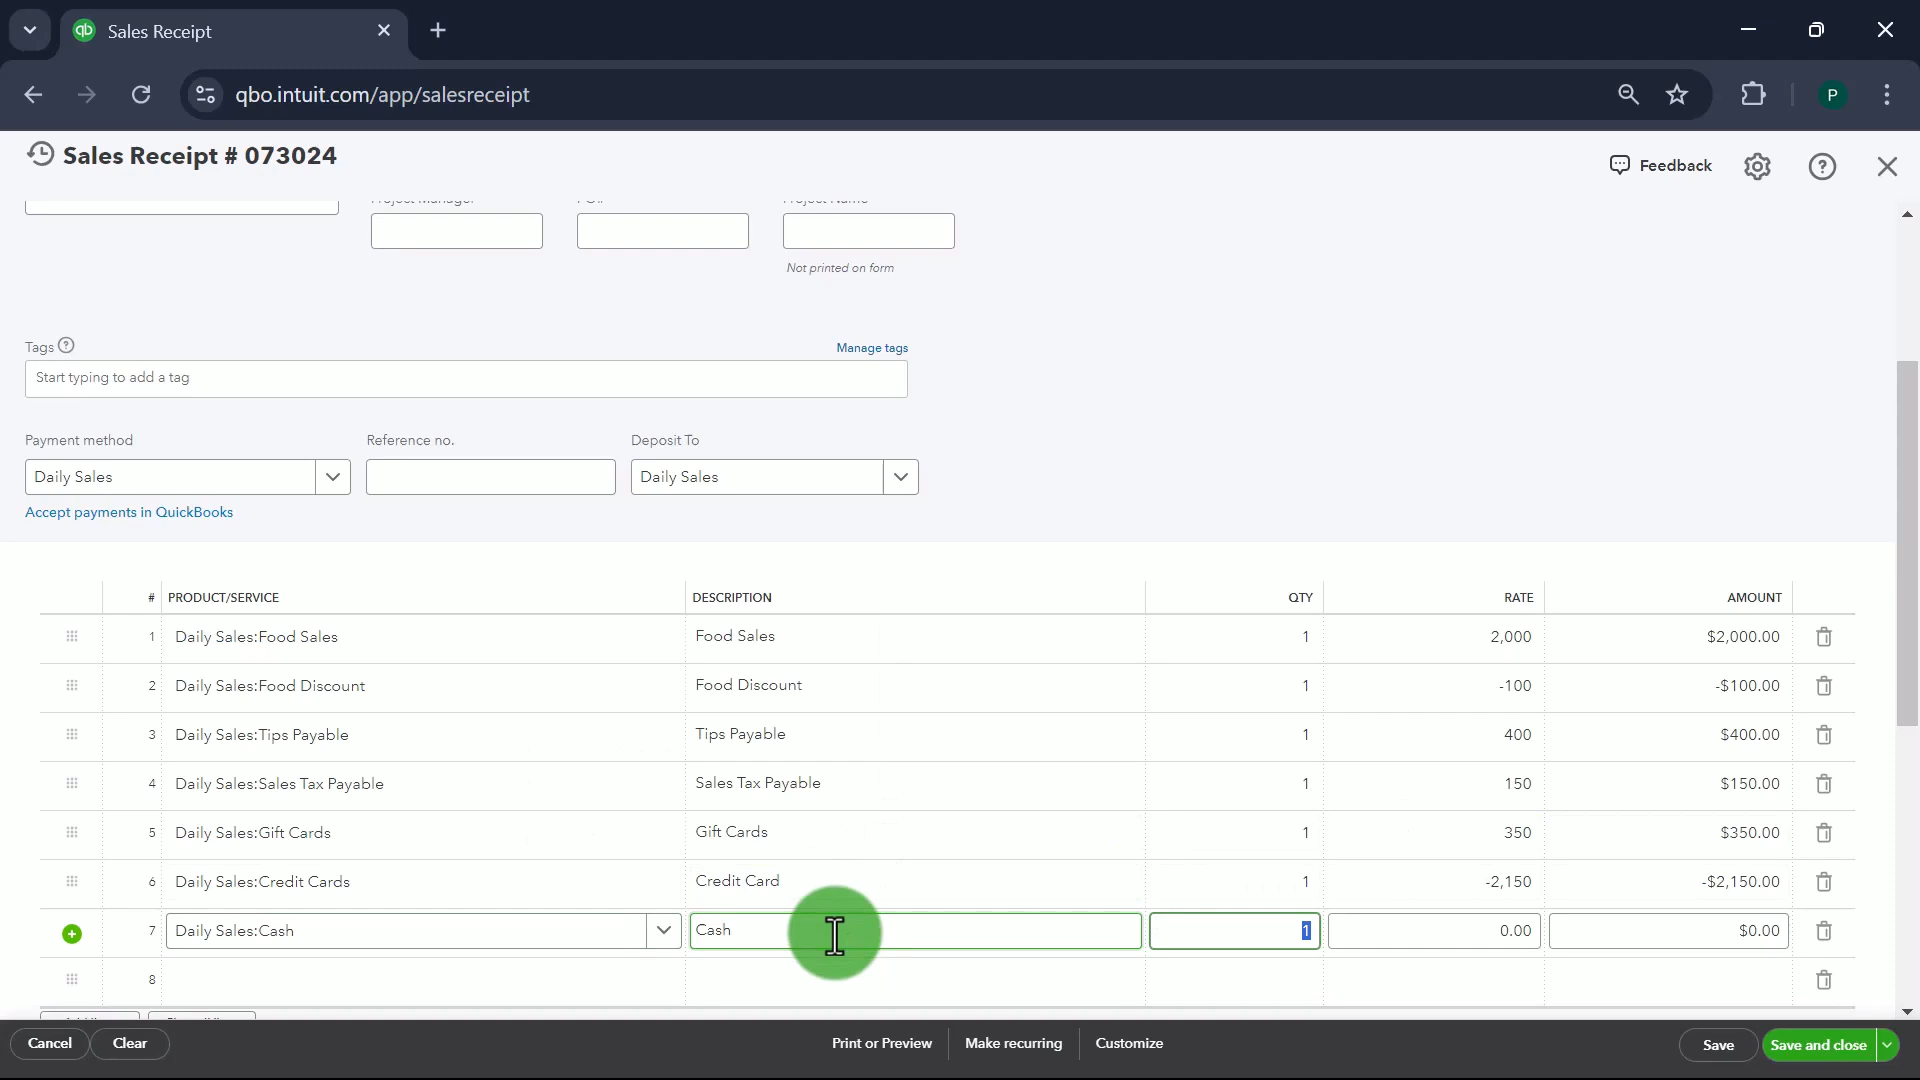 Sales Receipt
qbo.intuit.com/app/salesreceipt
P
Sales Receipt # 073024
Feedback
Not printed on form
Tags
Manage tags
Start typing to add a tag
Payment method Reference no. Deposit To
Daily Sales Daily Sales
Accept payments in QuickBooks
# PRODUCT/SERVICE DESCRIPTION QTY RATE AMOUNT
1 Daily Sales:Food Sales Food Sales 1 2,000 $2,000.00
2 Daily Sales:Food Discount Food Discount 1 -100 -$100.00
3 Daily Sales:Tips Payable Tips Payable 1 400 $400.00
4 Daily Sales:Sales Tax Payable Sales Tax Payable 1 150 $150.00
5 Daily Sales:Gift Cards Gift Cards 1 350 $350.00
6 Daily Sales:Credit Cards Credit Card 1 -2,150 -$2,150.00
7 Daily Sales:Cash Cash 1 0.00 $0.00
8
Cancel Clear Print or Preview Make recurring Customize Save Save and close